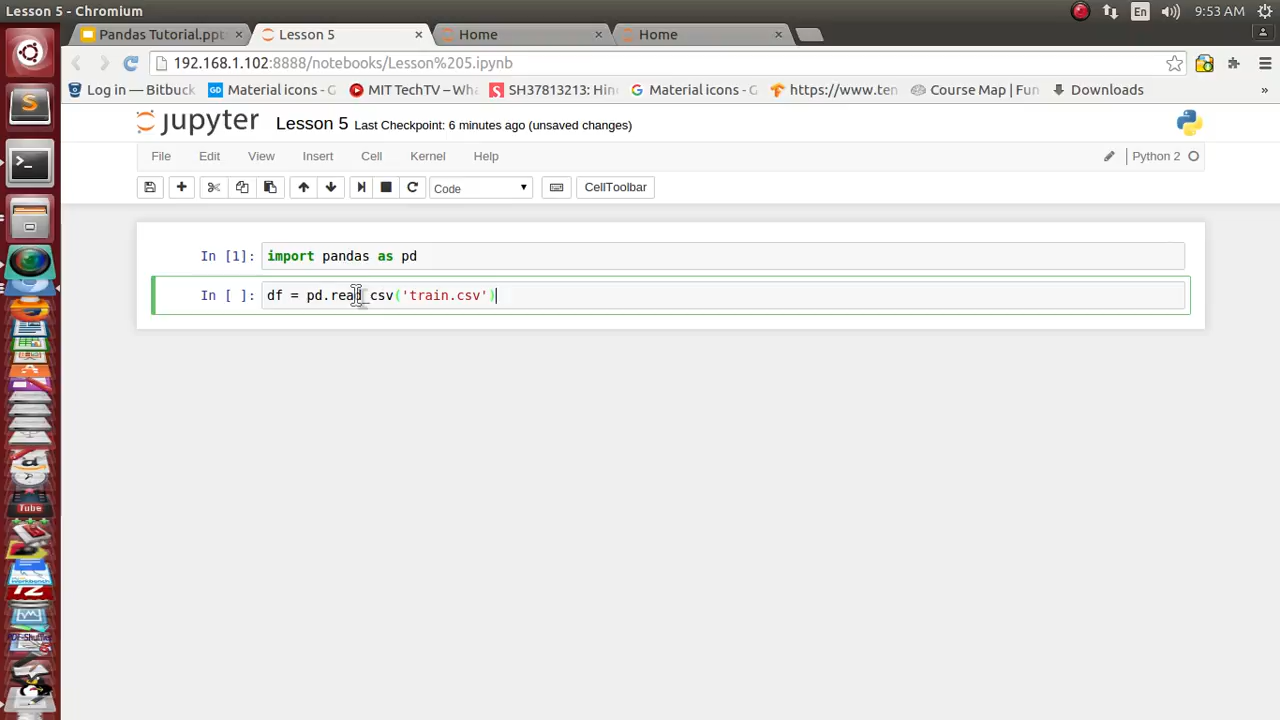 Lesson 5 - Chromium
En
9:53 AM
Pandas Tutorial.ppt
Lesson 5
Home
Home
192.168.1.102:8888/notebooks/Lesson%205.ipynb
Log in — Bitbuck
Material icons - G
MIT TechTV – Wha
SH37813213: Hin
Material icons - G
https://www.ten
Course Map | Fun
Downloads
»
jupyter
Lesson 5 Last Checkpoint: 6 minutes ago (unsaved changes)
File Edit View Insert Cell Kernel Help
Python 2
Code
CellToolbar
In [1]: import pandas as pd
In [ ]: df = pd.read_csv('train.csv')
Tube